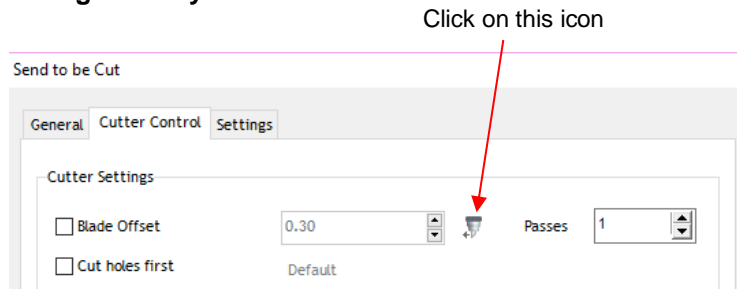 Click on this icon
Send to be Cut
General Cutter Control Settings
Cutter Settings
Blade Offset 0.30 Passes 1
Cut holes first Default